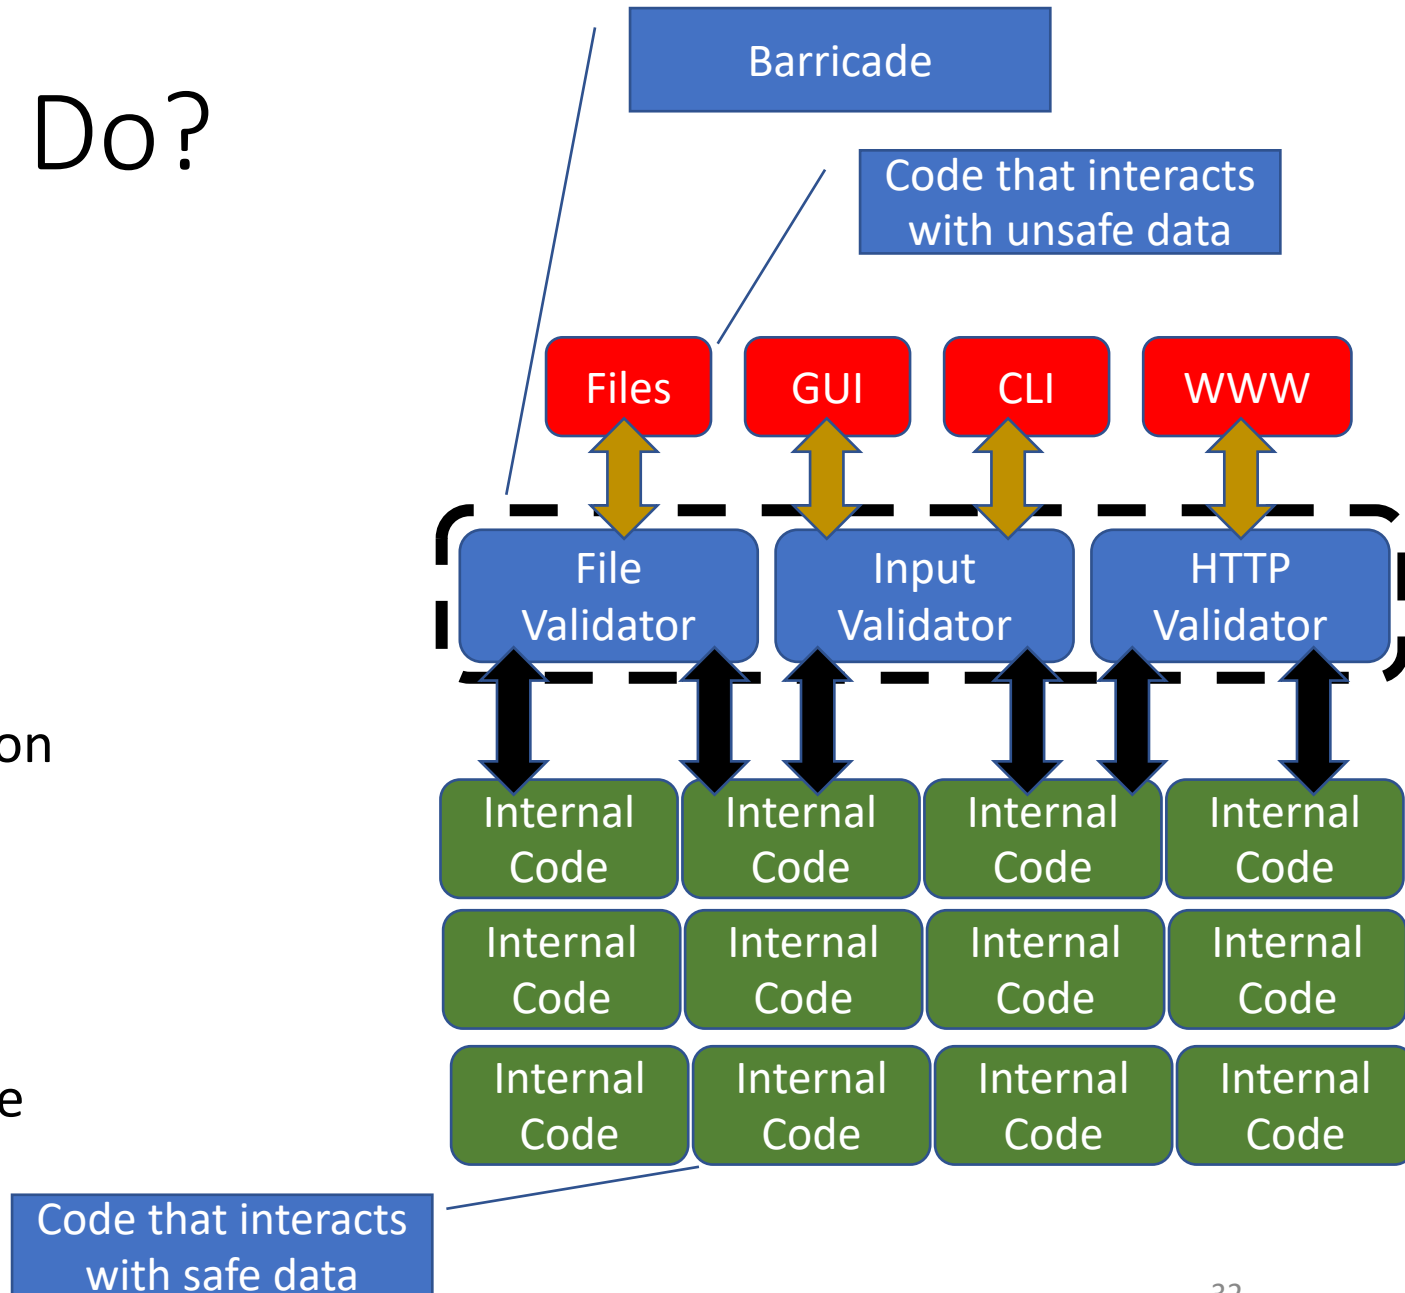 Do?
Barricade
Code that interacts
with unsafe data
Files
GUI
CLI
WWW
File
Validator
Input
Validator
HTTP
Validator
on
Internal
Code
Internal
Code
Internal
Code
Internal
Code
Internal
Code
Internal
Code
Internal
Code
Internal
Code
e
Internal
Code
Internal
Code
Internal
Code
Internal
Code
Code that interacts
with safe data
32